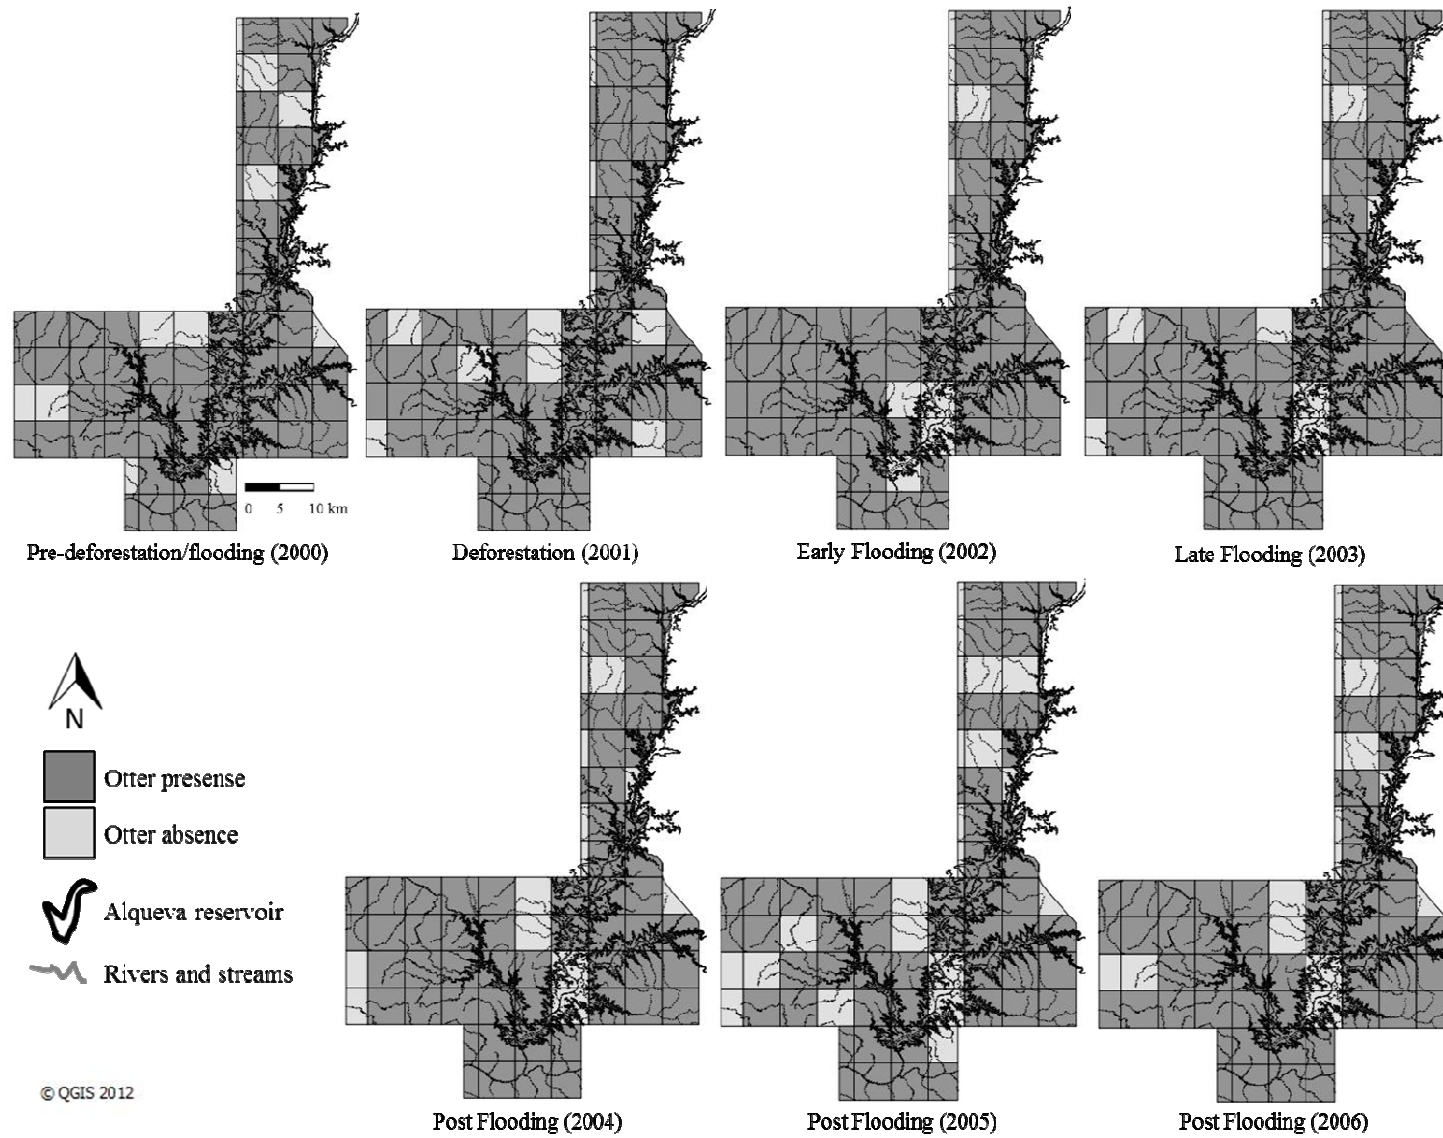 0 5 10 km
Pre-deforestation/flooding (2000)
Deforestation (2001)
Early Flooding (2002)
Late Flooding (2003)
N
Otter presense
Otter absence
Alqueva reservoir
Rivers and streams
© QGIS 2012
Post Flooding (2004)
Post Flooding (2005)
Post Flooding (2006)